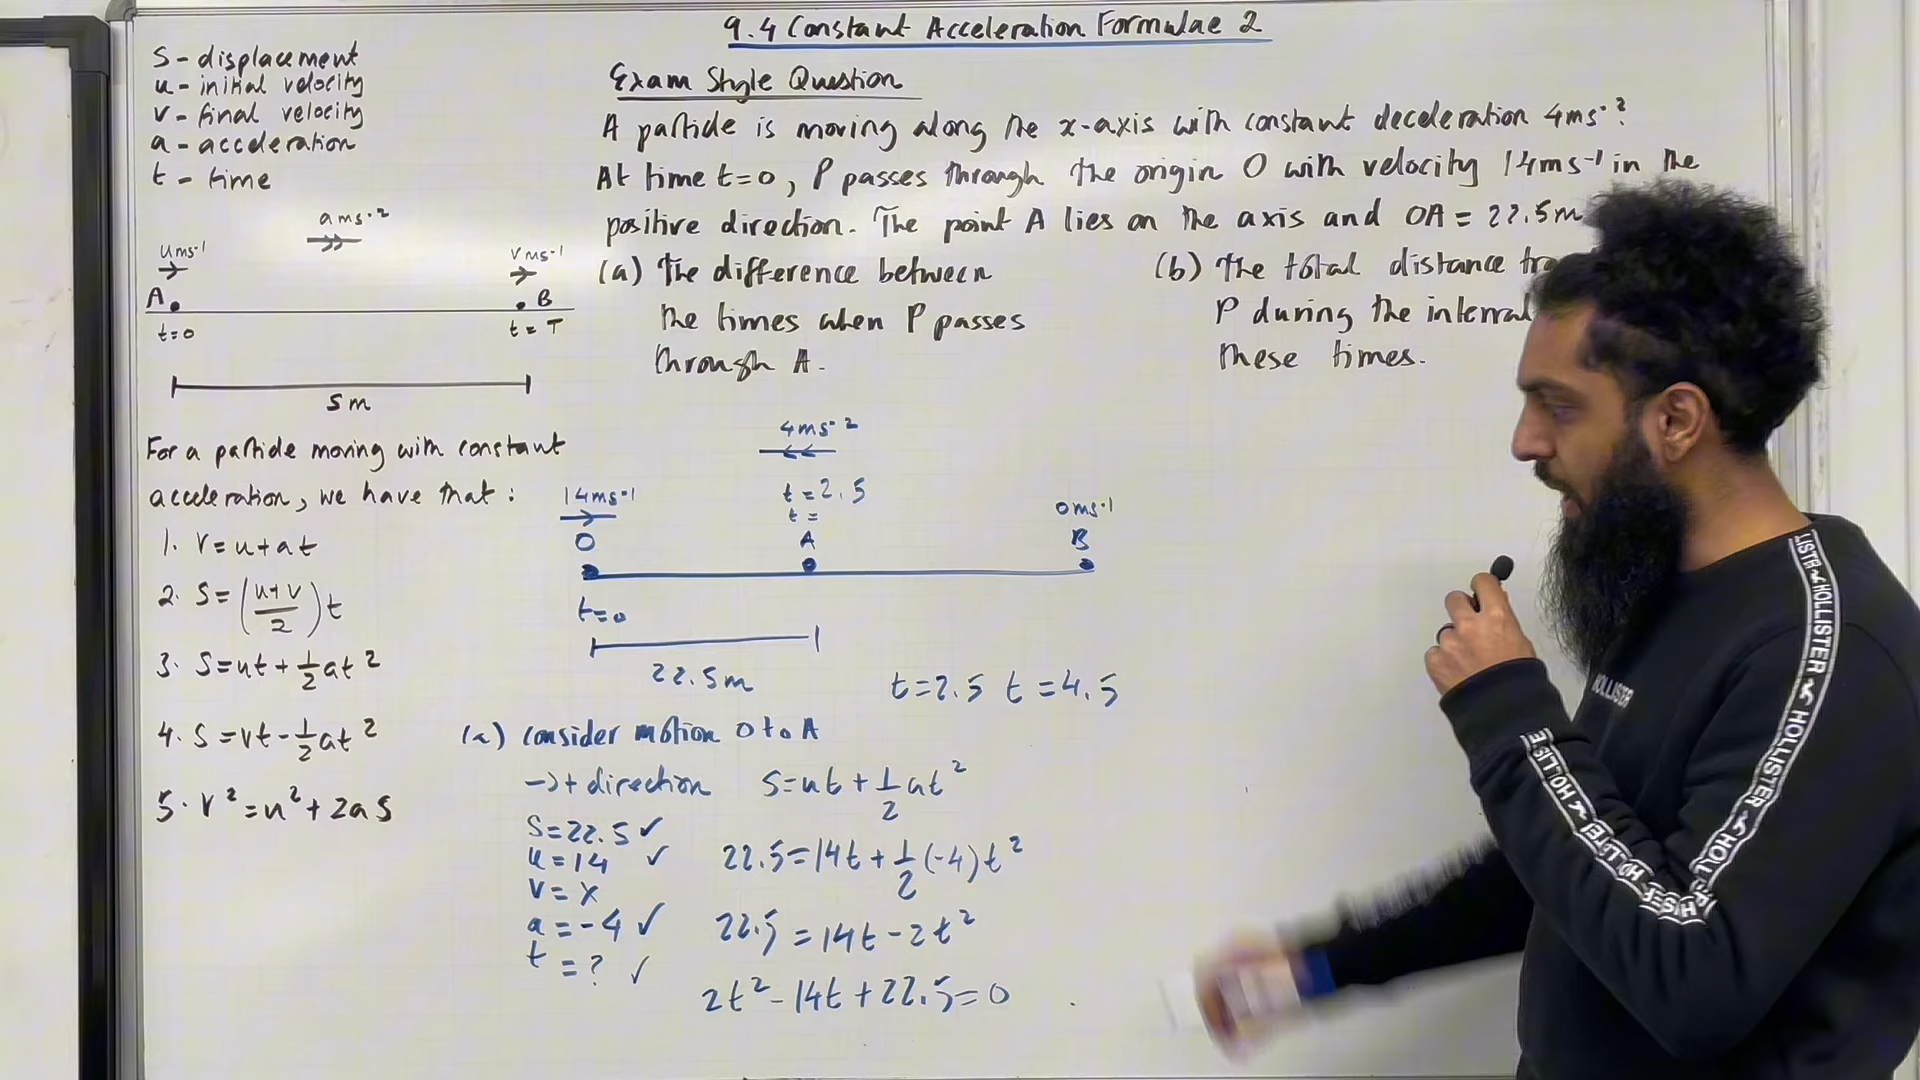 9.4 Constant Acceleration Formulae 2
s - displacement
u - initial velocity
v - final velocity
a - acceleration
t - time
a ms⁻²
u ms⁻¹
v ms⁻¹
A
B
t=0
t=T
s m
For a particle moving with constant
acceleration, we have that:
1. v=u+at
2. s=((u+v)/2)t
3. s=ut+½at²
4. s=vt-½at²
5. v²=u²+2as
Exam Style Question
A particle is moving along the x-axis with constant deceleration 4ms⁻².
At time t=0, P passes through the origin O with velocity 14ms⁻¹ in the
positive direction. The point A lies on the axis and OA = 22.5m
(a) The difference between
the times when P passes
through A.
(b) The total distance
P during the interval
these times.
4ms⁻²
14ms⁻¹
t=2.5
t=
0ms⁻¹
O
A
B
t=0
22.5m
t=2.5 t=4.5
(a) consider motion O to A
→+ direction
s=22.5 ✓
u=14 ✓
v=x
a=-4 ✓
t=? ✓
s=ut+½at²
22.5=14t+½(-4)t²
22.5=14t-2t²
2t²-14t+22.5=0
HOLLISTER
HOLLISTER
HOLLISTER
HOLLISTER